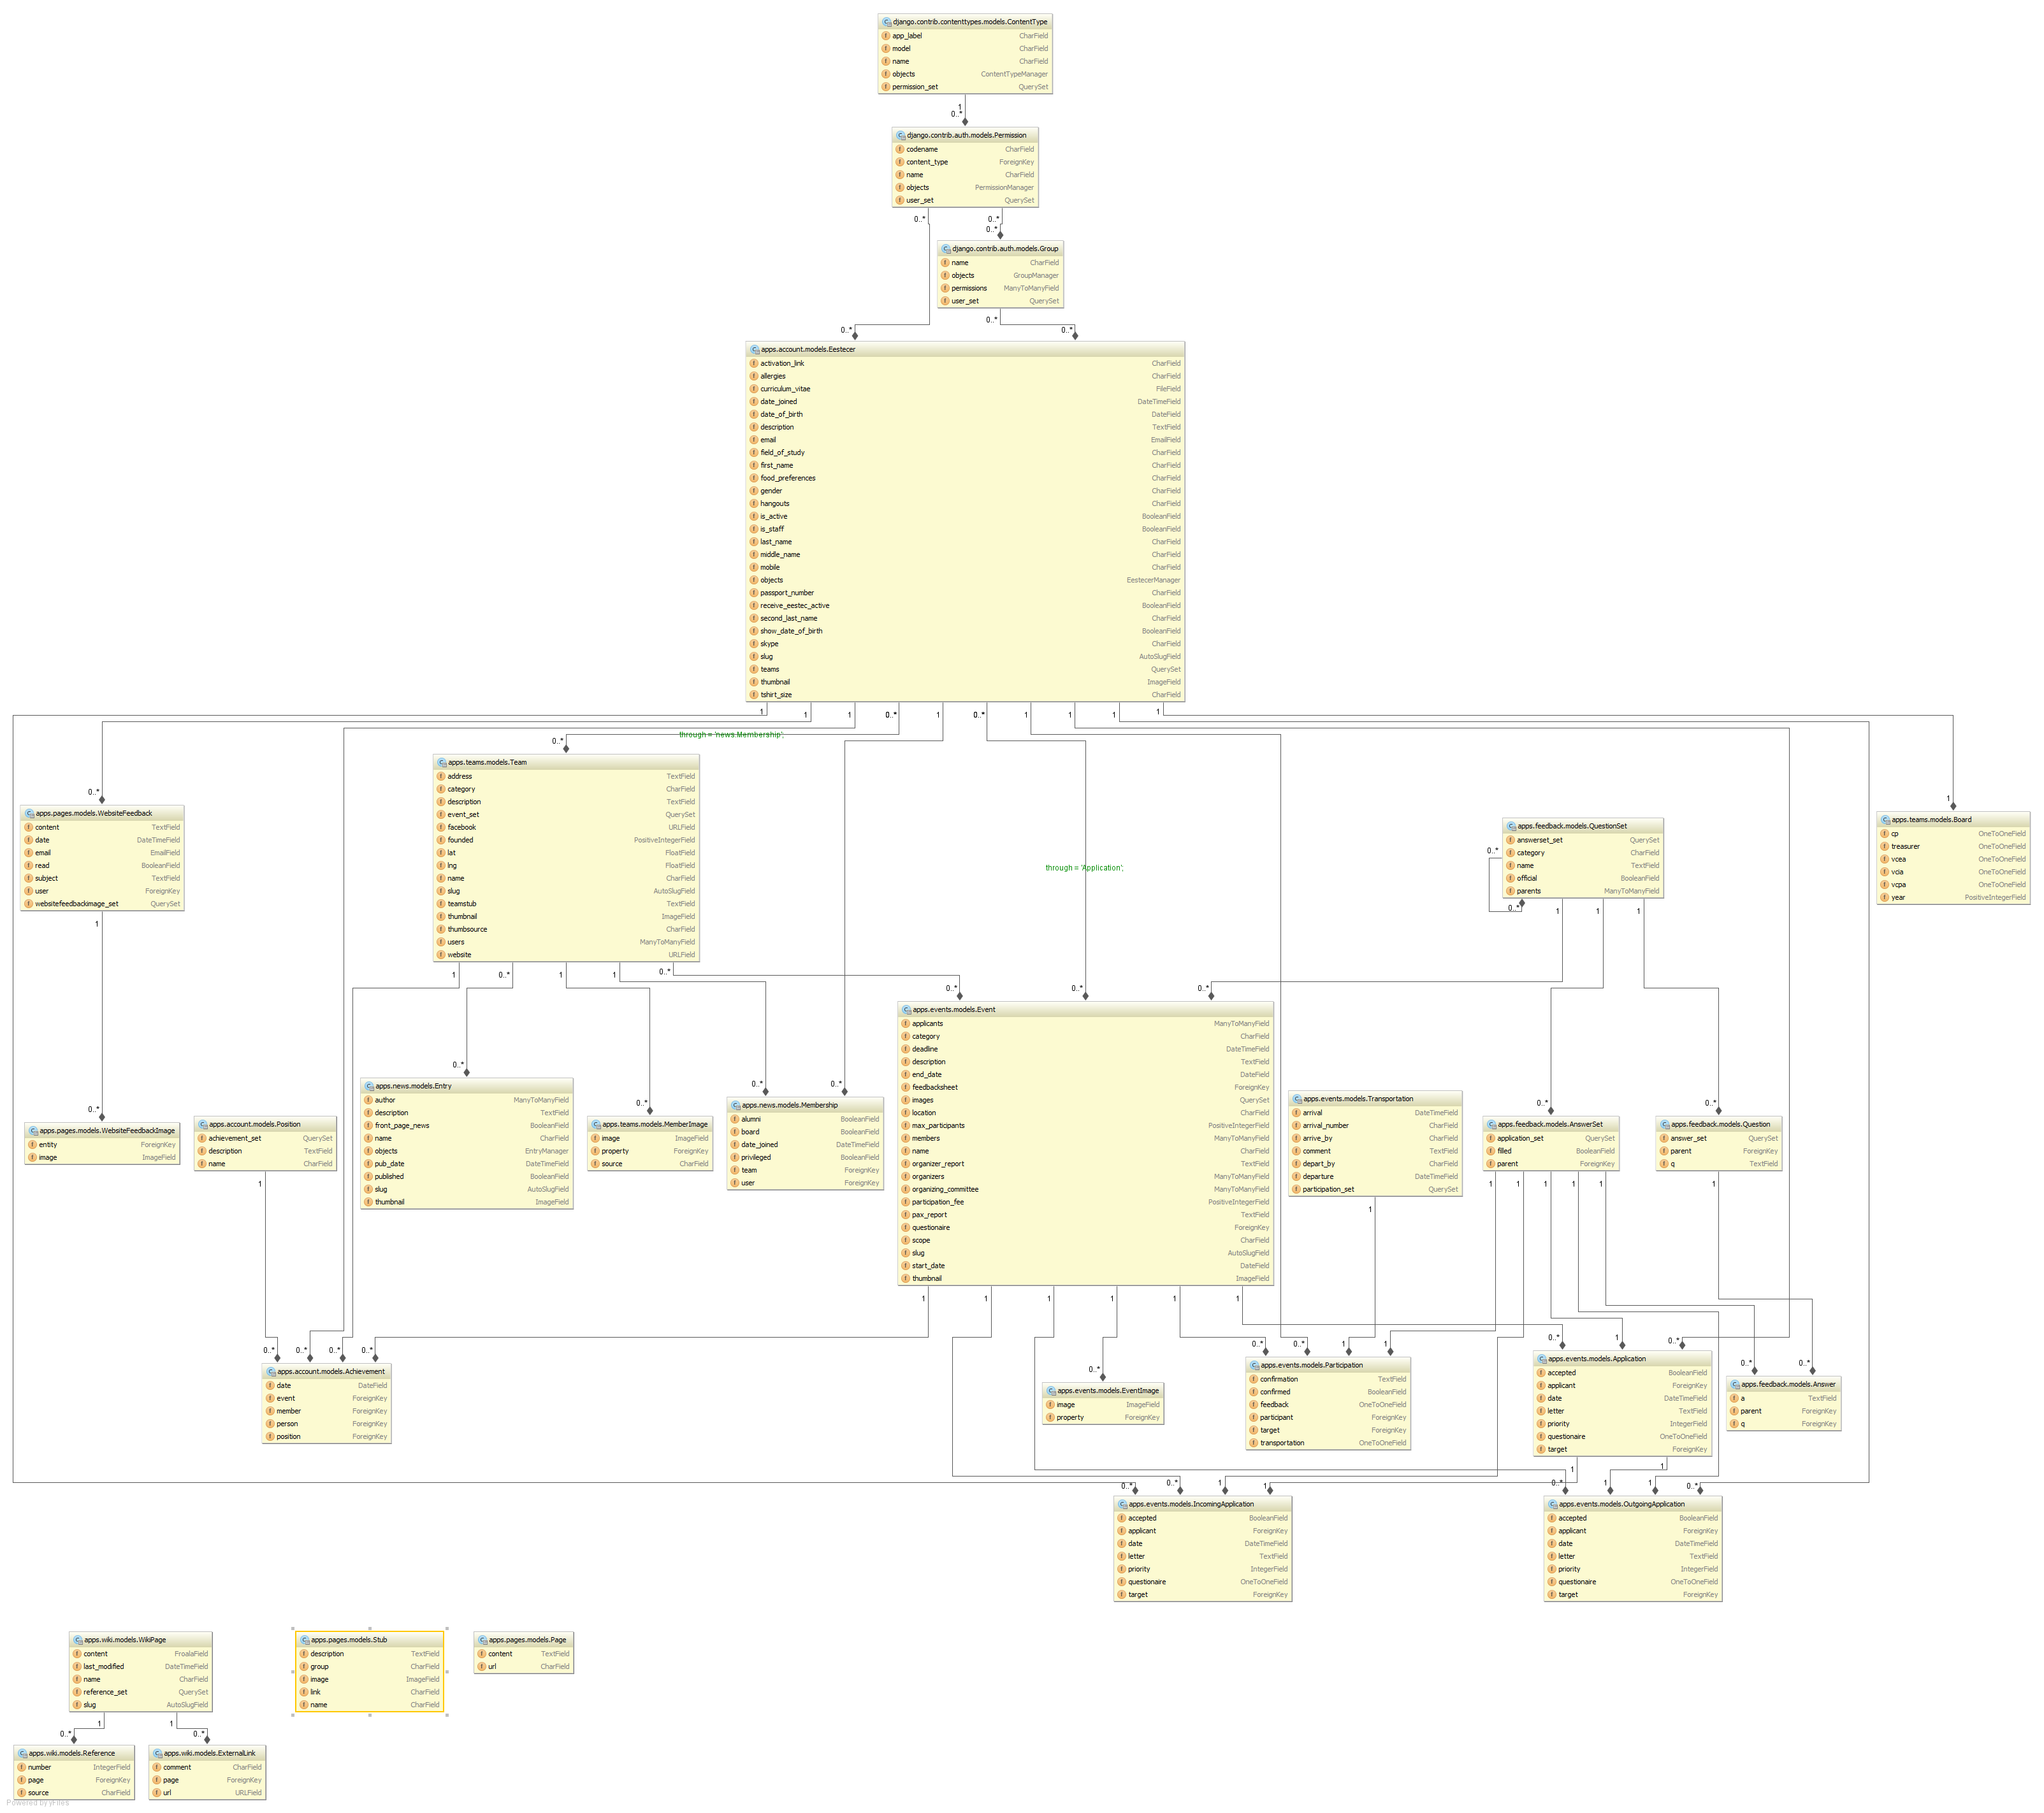 django.contrib.contenttypes.models.ContentType
app_label CharField
model CharField
name CharField
objects ContentTypeManager
permission_set QuerySet
1
0..*
django.contrib.auth.models.Permission
codename CharField
content_type ForeignKey
name CharField
objects PermissionManager
user_set QuerySet
0..* 0..*
0..*
django.contrib.auth.models.Group
name CharField
objects GroupManager
permissions ManyToManyField
user_set QuerySet
0..*
0..* 0..*
apps.account.models.Eestecer
activation_link CharField
allergies CharField
curriculum_vitae FileField
date_joined DateTimeField
date_of_birth DateField
description TextField
email EmailField
field_of_study CharField
first_name CharField
food_preferences CharField
gender CharField
hangouts CharField
is_active BooleanField
is_staff BooleanField
last_name CharField
middle_name CharField
mobile CharField
objects EestecerManager
passport_number CharField
receive_eestec_active BooleanField
second_last_name CharField
show_date_of_birth BooleanField
skype CharField
slug AutoSlugField
teams QuerySet
thumbnail ImageField
tshirt_size CharField
1 1 1 0..* 1 0..* 1 1 1 1
through = 'news.Membership';
0..*
apps.teams.models.Team
address TextField
category CharField
description TextField
event_set QuerySet
facebook URLField
founded PositiveIntegerField
lat FloatField
lng FloatField
name CharField
slug AutoSlugField
teamstub TextField
thumbnail ImageField
thumbsource CharField
users ManyToManyField
website URLField
1 0..* 1 1 0..*
0..*
apps.pages.models.WebsiteFeedback
content TextField
date DateTimeField
email EmailField
read BooleanField
subject TextField
user ForeignKey
websitefeedbackimage_set QuerySet
1
through = 'Application';
apps.feedback.models.QuestionSet
answerset_set QuerySet
category CharField
name TextField
official BooleanField
parents ManyToManyField
0..*
0..* 1 1 1
1
apps.teams.models.Board
cp OneToOneField
treasurer OneToOneField
vcea OneToOneField
vcia OneToOneField
vcpa OneToOneField
year PositiveIntegerField
0..* 0..* 0..*
apps.events.models.Event
applicants ManyToManyField
category CharField
deadline DateTimeField
description TextField
end_date DateField
feedbacksheet ForeignKey
images QuerySet
location CharField
max_participants PositiveIntegerField
members ManyToManyField
name CharField
organizer_report TextField
organizers ManyToManyField
organizing_committee ManyToManyField
participation_fee PositiveIntegerField
pax_report TextField
questionaire ForeignKey
scope CharField
slug AutoSlugField
start_date DateField
thumbnail ImageField
1 1 1 1 1 1
0..*
apps.pages.models.WebsiteFeedbackImage
entity ForeignKey
image ImageField
apps.account.models.Position
achievement_set QuerySet
description TextField
name CharField
1
0..*
apps.news.models.Entry
author ManyToManyField
description TextField
front_page_news BooleanField
name CharField
objects EntryManager
pub_date DateTimeField
published BooleanField
slug AutoSlugField
thumbnail ImageField
0..*
apps.teams.models.MemberImage
image ImageField
property ForeignKey
source CharField
0..* 0..*
apps.news.models.Membership
alumni BooleanField
board BooleanField
date_joined DateTimeField
privileged BooleanField
team ForeignKey
user ForeignKey
apps.events.models.Transportation
arrival DateTimeField
arrival_number CharField
arrive_by CharField
comment TextField
depart_by CharField
departure DateTimeField
participation_set QuerySet
1
0..*
apps.feedback.models.AnswerSet
application_set QuerySet
filled BooleanField
parent ForeignKey
1 1 1 1 1
0..*
apps.feedback.models.Question
answer_set QuerySet
parent ForeignKey
q TextField
1
0..* 0..* 0..* 0..*
apps.account.models.Achievement
date DateField
event ForeignKey
member ForeignKey
person ForeignKey
position ForeignKey
0..*
apps.events.models.EventImage
image ImageField
property ForeignKey
0..* 0..* 1 1
apps.events.models.Participation
confirmation TextField
confirmed BooleanField
feedback OneToOneField
participant ForeignKey
target ForeignKey
transportation OneToOneField
0..* 1 0..*
apps.events.models.Application
accepted BooleanField
applicant ForeignKey
date DateTimeField
letter TextField
priority IntegerField
questionaire OneToOneField
target ForeignKey
1 1
0..* 0..*
apps.feedback.models.Answer
a TextField
parent ForeignKey
q ForeignKey
0..* 0..* 1 1
apps.events.models.IncomingApplication
accepted BooleanField
applicant ForeignKey
date DateTimeField
letter TextField
priority IntegerField
questionaire OneToOneField
target ForeignKey
0..* 1 1 0..*
apps.events.models.OutgoingApplication
accepted BooleanField
applicant ForeignKey
date DateTimeField
letter TextField
priority IntegerField
questionaire OneToOneField
target ForeignKey
apps.wiki.models.WikiPage
content FroalaField
last_modified DateTimeField
name CharField
reference_set QuerySet
slug AutoSlugField
1 1
0..* 0..*
apps.pages.models.Stub
description TextField
group CharField
image ImageField
link CharField
name CharField
apps.pages.models.Page
content TextField
url CharField
apps.wiki.models.Reference
number IntegerField
page ForeignKey
source CharField
apps.wiki.models.ExternalLink
comment CharField
page ForeignKey
url URLField
Powered by yFiles